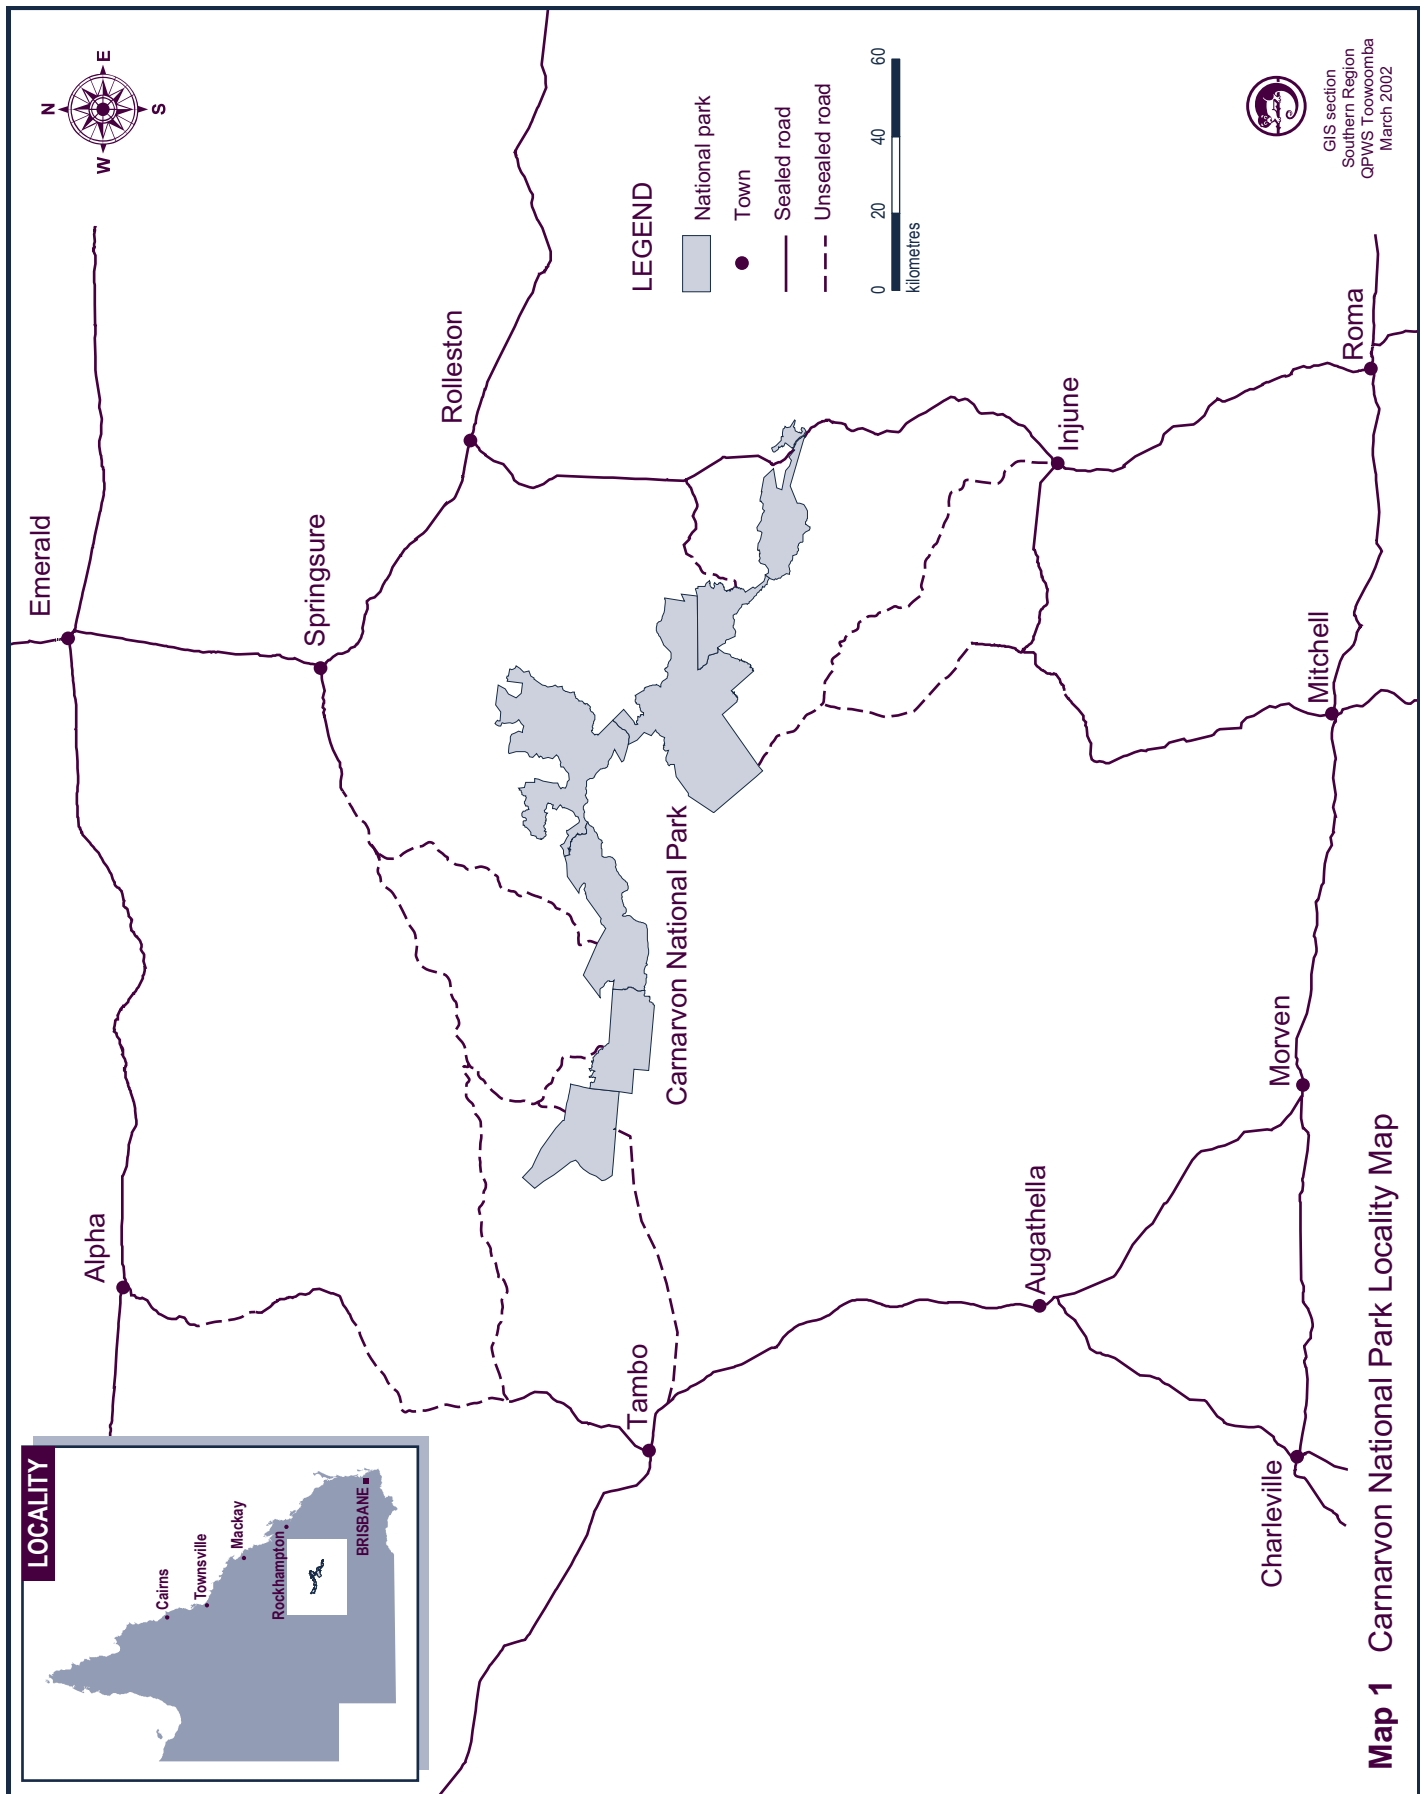 LOCALITY
Cairns
Townsville
Mackay
Rockhampton
BRISBANE
N
W
E
S
Emerald
Alpha
Springsure
Rolleston
Tambo
Carnarvon National Park
Augathella
Injune
Charleville
Morven
Mitchell
Roma
LEGEND
National park
Town
Sealed road
Unsealed road
0
20
40
60
kilometres
GIS section
Southern Region
QPWS Toowoomba
March 2002
Map 1 Carnarvon National Park Locality Map